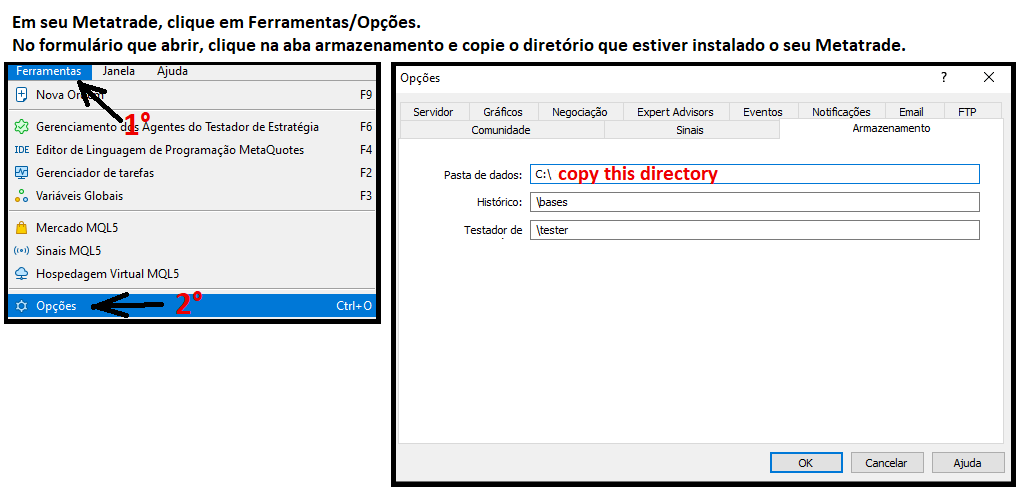 Em seu Metatrade, clique em Ferramentas/Opções.
No formulário que abrir, clique na aba armazenamento e copie o diretório que estiver instalado o seu Metatrade.
Ferramentas Janela Ajuda
Nova Ordem F9
1º
Gerenciamento dos Agentes do Testador de Estratégia F6
IDE Editor de Linguagem de Programação MetaQuotes F4
Gerenciador de tarefas F2
Variáveis Globais F3
Mercado MQL5
Sinais MQL5
Hospedagem Virtual MQL5
Opções 2º Ctrl+O
Opções ?
Servidor Gráficos Negociação Expert Advisors Eventos Notificações Email FTP
Comunidade Sinais Armazenamento
Pasta de dados: C:\ copy this directory
Histórico: \bases
Testador de \tester
OK Cancelar Ajuda